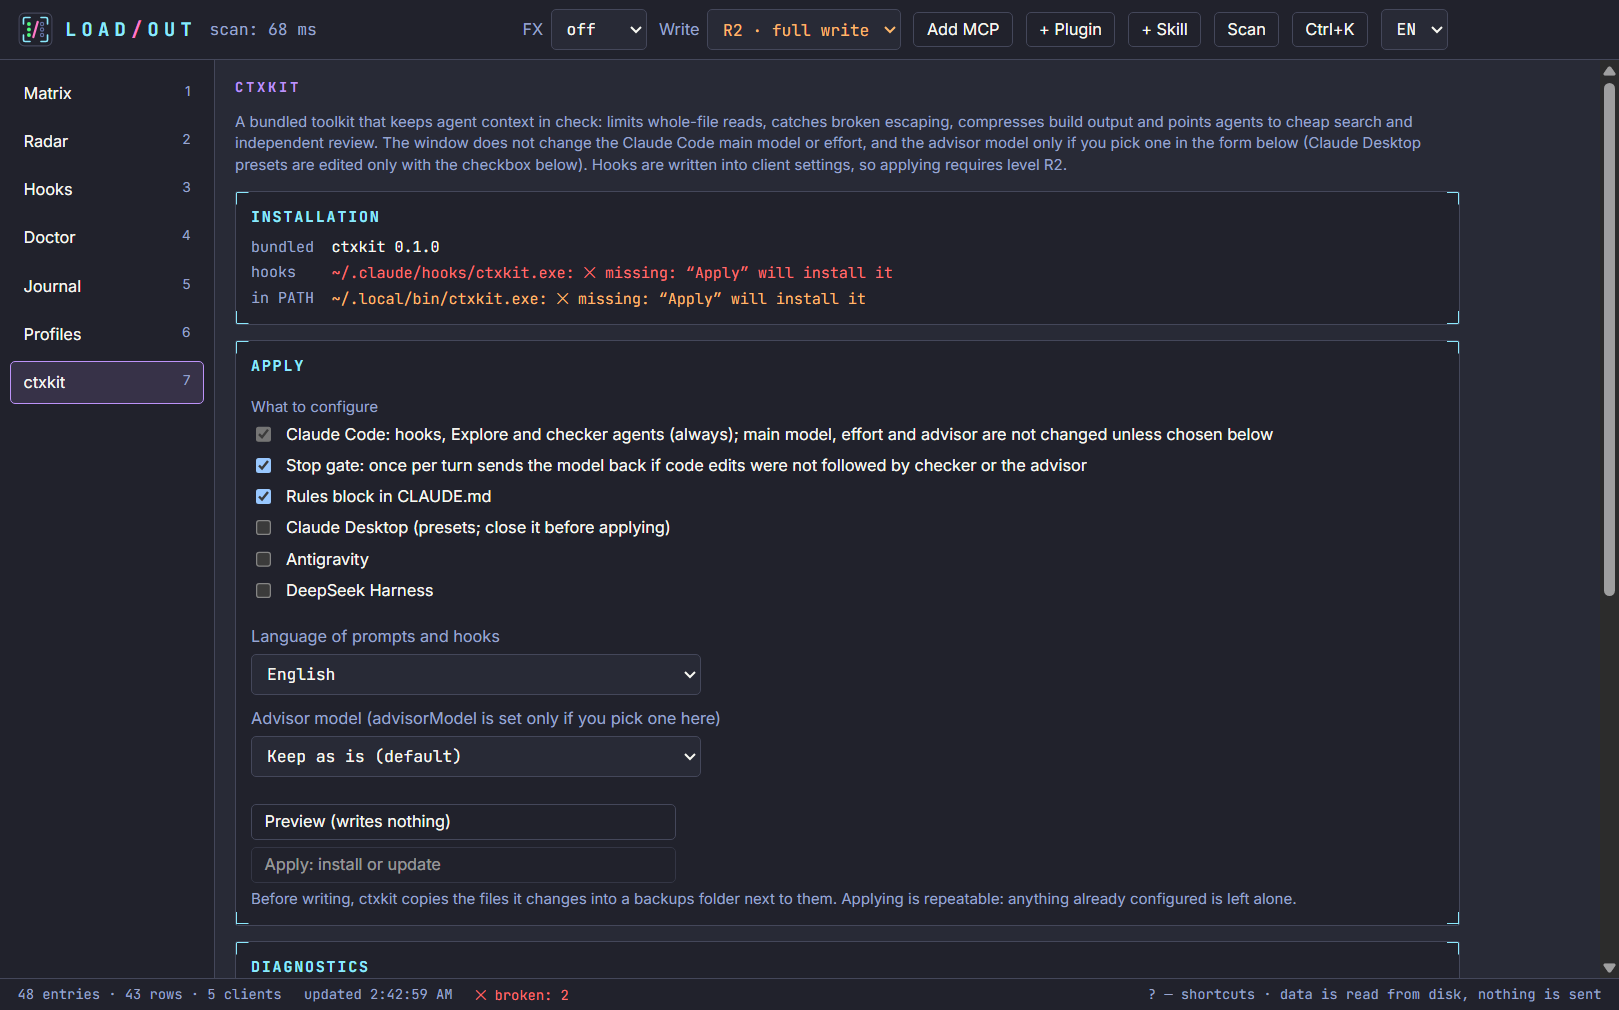 LOAD/OUT scan: 68 ms FX off Write R2 · full write Add MCP + Plugin + Skill Scan Ctrl+K EN
Matrix 1
Radar 2
Hooks 3
Doctor 4
Journal 5
Profiles 6
ctxkit 7
CTXKIT
A bundled toolkit that keeps agent context in check: limits whole-file reads, catches broken escaping, compresses build output and points agents to cheap search and
independent review. The window does not change the Claude Code main model or effort, and the advisor model only if you pick one in the form below (Claude Desktop
presets are edited only with the checkbox below). Hooks are written into client settings, so applying requires level R2.
INSTALLATION
bundled ctxkit 0.1.0
hooks ~/.claude/hooks/ctxkit.exe: ✕ missing: “Apply” will install it
in PATH ~/.local/bin/ctxkit.exe: ✕ missing: “Apply” will install it
APPLY
What to configure
Claude Code: hooks, Explore and checker agents (always); main model, effort and advisor are not changed unless chosen below
Stop gate: once per turn sends the model back if code edits were not followed by checker or the advisor
Rules block in CLAUDE.md
Claude Desktop (presets; close it before applying)
Antigravity
DeepSeek Harness
Language of prompts and hooks
English
Advisor model (advisorModel is set only if you pick one here)
Keep as is (default)
Preview (writes nothing)
Apply: install or update
Before writing, ctxkit copies the files it changes into a backups folder next to them. Applying is repeatable: anything already configured is left alone.
DIAGNOSTICS
48 entries · 43 rows · 5 clients updated 2:42:59 AM ✕ broken: 2 ? — shortcuts · data is read from disk, nothing is sent